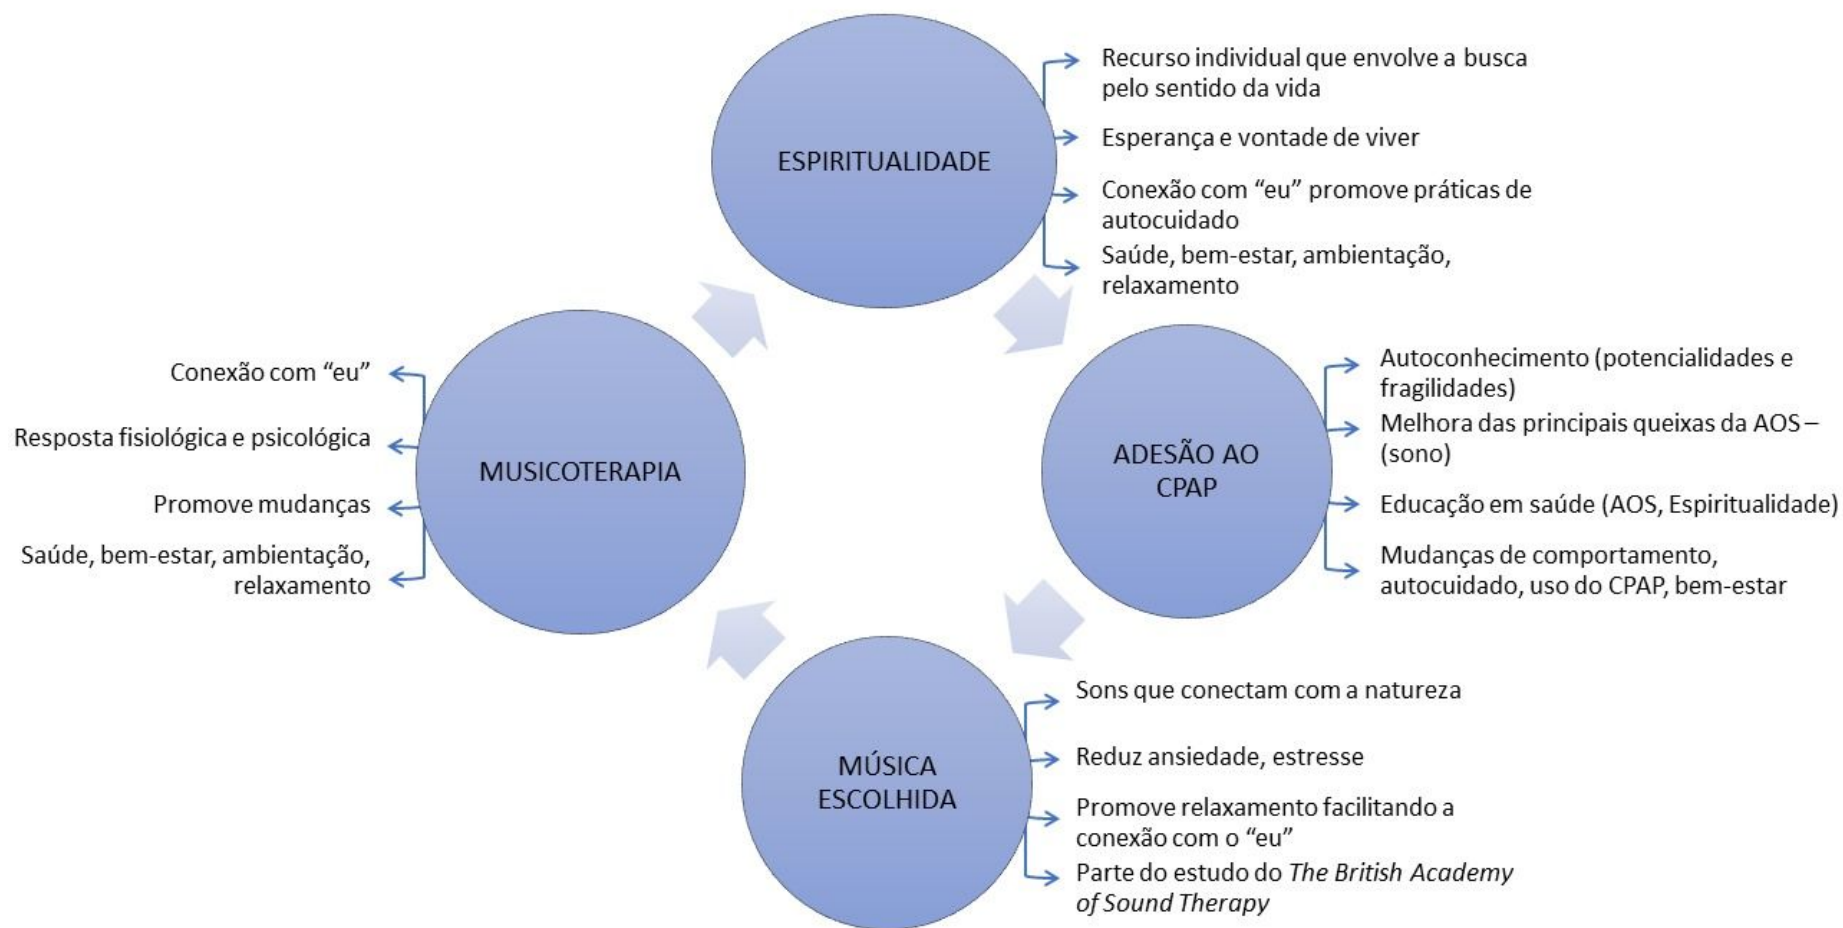 ESPIRITUALIDADE
Recurso individual que envolve a busca
pelo sentido da vida
Esperança e vontade de viver
Conexão com “eu” promove práticas de
autocuidado
Saúde, bem-estar, ambientação,
relaxamento
ADESÃO AO
CPAP
Autoconhecimento (potencialidades e
fragilidades)
Melhora das principais queixas da AOS –
(sono)
Educação em saúde (AOS, Espiritualidade)
Mudanças de comportamento,
autocuidado, uso do CPAP, bem-estar
MÚSICA
ESCOLHIDA
Sons que conectam com a natureza
Reduz ansiedade, estresse
Promove relaxamento facilitando a
conexão com o “eu”
Parte do estudo do The British Academy
of Sound Therapy
MUSICOTERAPIA
Conexão com “eu”
Resposta fisiológica e psicológica
Promove mudanças
Saúde, bem-estar, ambientação,
relaxamento